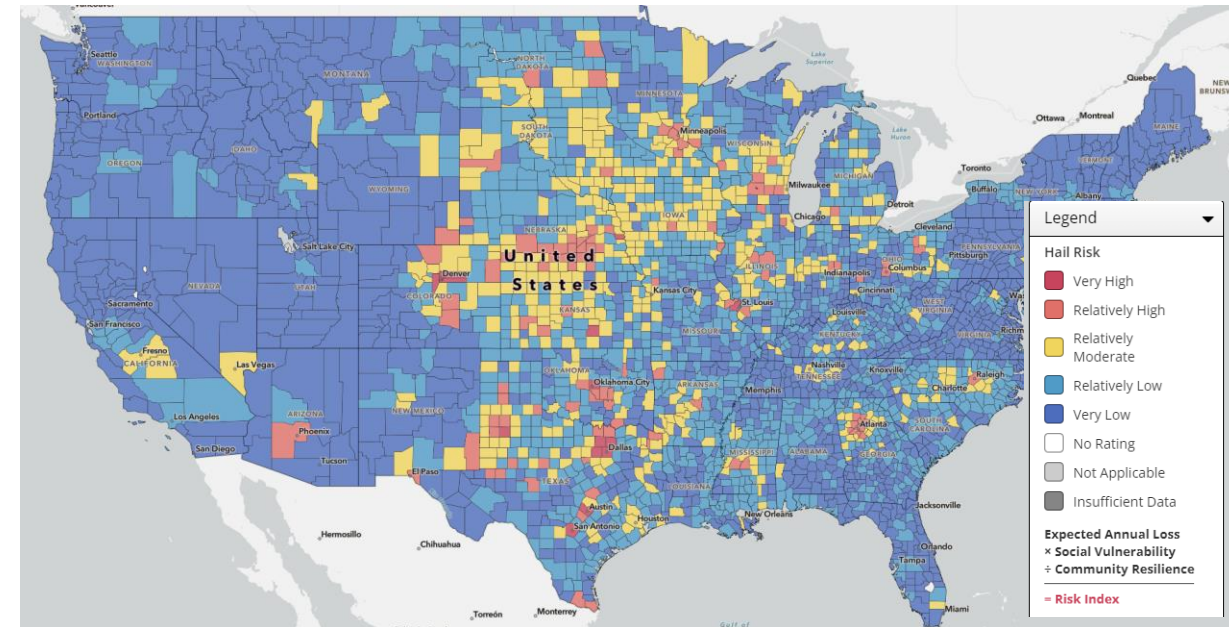 Vancouver
Seattle
WASHINGTON
MONTANA
NORTH
DAKOTA
Lake
Superior
Quebec
NEW
BRUNSW
Portland
MINNESOTA
Minneapolis
Ottawa
Montreal
MAINE
OREGON
IDAHO
SOUTH
DAKOTA
WISCONSIN
Lake
Huron
VERMONT
Toronto
WYOMING
MICHIGAN
Milwaukee
Buffalo
NEW YORK
Albany
Detroit
IOWA
Chicago
Cleveland
Salt Lake City
NEBRASKA
PENNSYLVANIA
Pittsburgh
United
States
Denver
ILLINOIS
OHIO
Indianapolis
Columbus
NEVADA
UTAH
COLORADO
Kansas City
Cincinnati
Sacramento
KANSAS
St. Louis
WEST
VIRGINIA
Was
San Francisco
Louisville
MISSOURI
KENTUCKY
VIRGINIA
Richm
Fresno
CALIFORNIA
Las Vegas
OKLAHOMA
Oklahoma City
Nashville
TENNESSEE
Knoxville
Raleigh
Charlotte
ARKANSAS
Memphis
Los Angeles
ARIZONA
NEW MEXICO
Phoenix
SOUTH
CAROLINA
Atlanta
San Diego
Tucson
Dallas
MISSISSIPPI
ALABAMA
GEORGIA
El Paso
TEXAS
LOUISIANA
Austin
Houston
San Antonio
New Orleans
Jacksonville
Hermosillo
Chihuahua
Orlando
Tampa
Miami
Torreón
Monterrey
Gulf of
Legend
Hail Risk
Very High
Relatively High
Relatively
Moderate
Relatively Low
Very Low
No Rating
Not Applicable
Insufficient Data
Expected Annual Loss
× Social Vulnerability
÷ Community Resilience
= Risk Index